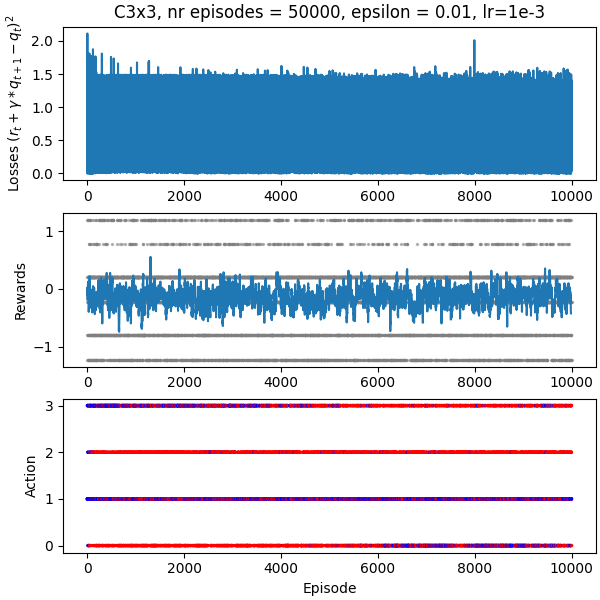 C3x3, nr episodes = 50000, epsilon = 0.01, lr=1e-3
Losses (r_t + γ * q_{t+1} − q_t)^2
2.0
1.5
1.0
0.5
0.0
0 2000 4000 6000 8000 10000
Rewards
1
0
−1
0 2000 4000 6000 8000 10000
Action
3
2
1
0
0 2000 4000 6000 8000 10000
Episode